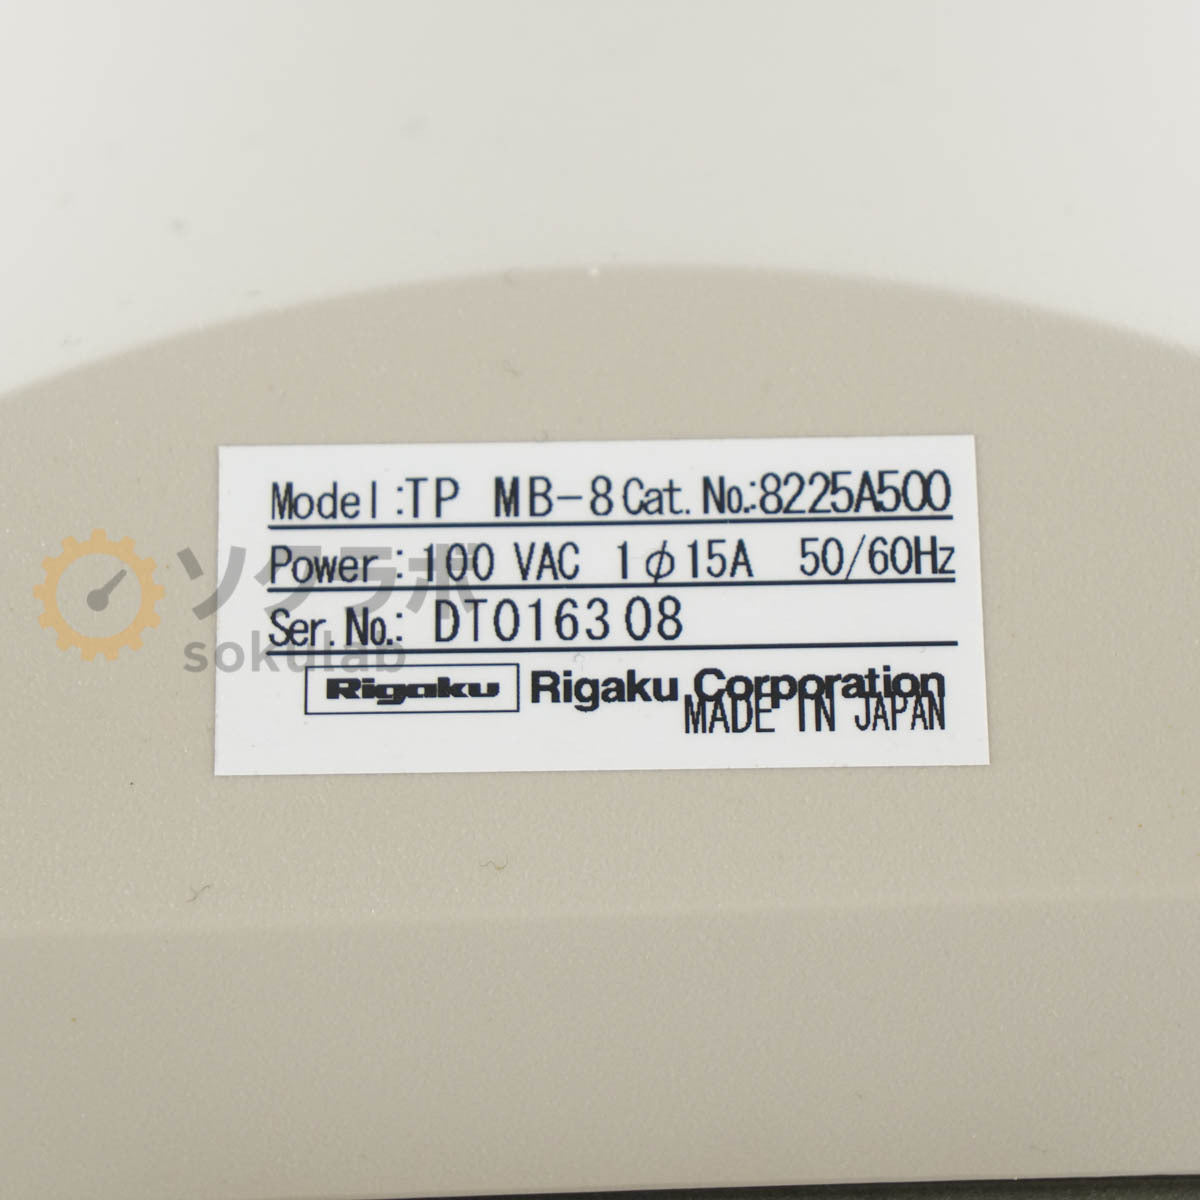 Model:TP MB-8 Cat. No.:8225A500
Power: 100 VAC 1φ15A 50/60Hz
Ser. No.: DT016308
Rigaku Rigaku Corporation
MADE IN JAPAN
ソクラボ
sokulab